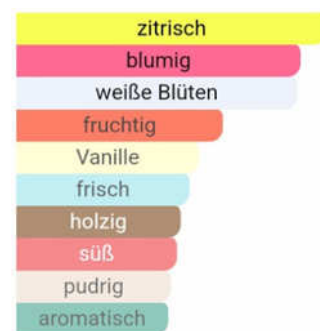 zitrisch
blumig
weiße Blüten
fruchtig
Vanille
frisch
holzig
süß
pudrig
aromatisch